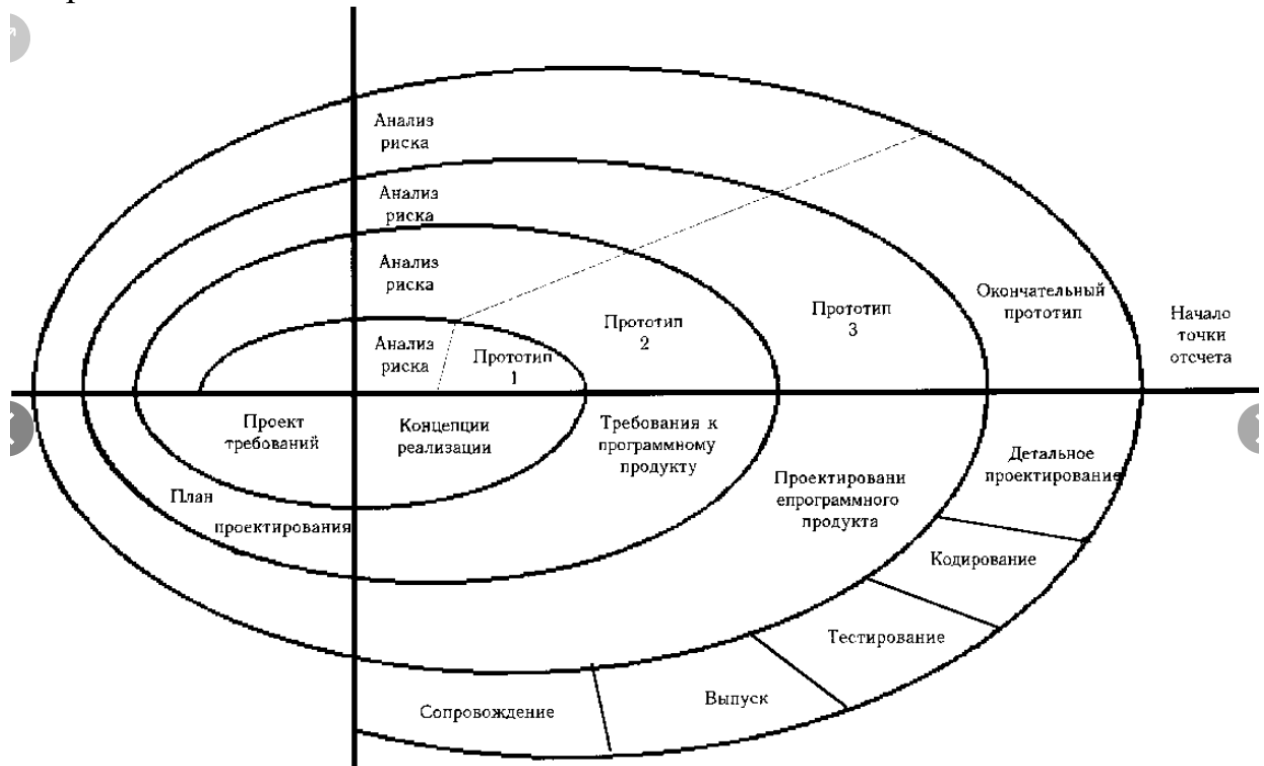 Анализ
риска
Анализ
риска
Анализ
риска
Анализ
риска
Прототип
1
Прототип
2
Прототип
3
Окончательный
прототип
Начало
точки
отсчета
Проект
требований
Концепции
реализации
Требования к
программному
продукту
Проектировани
епрограммного
продукта
Детальное
проектирование
План
проектирования
Кодирование
Тестирование
Выпуск
Сопровождение